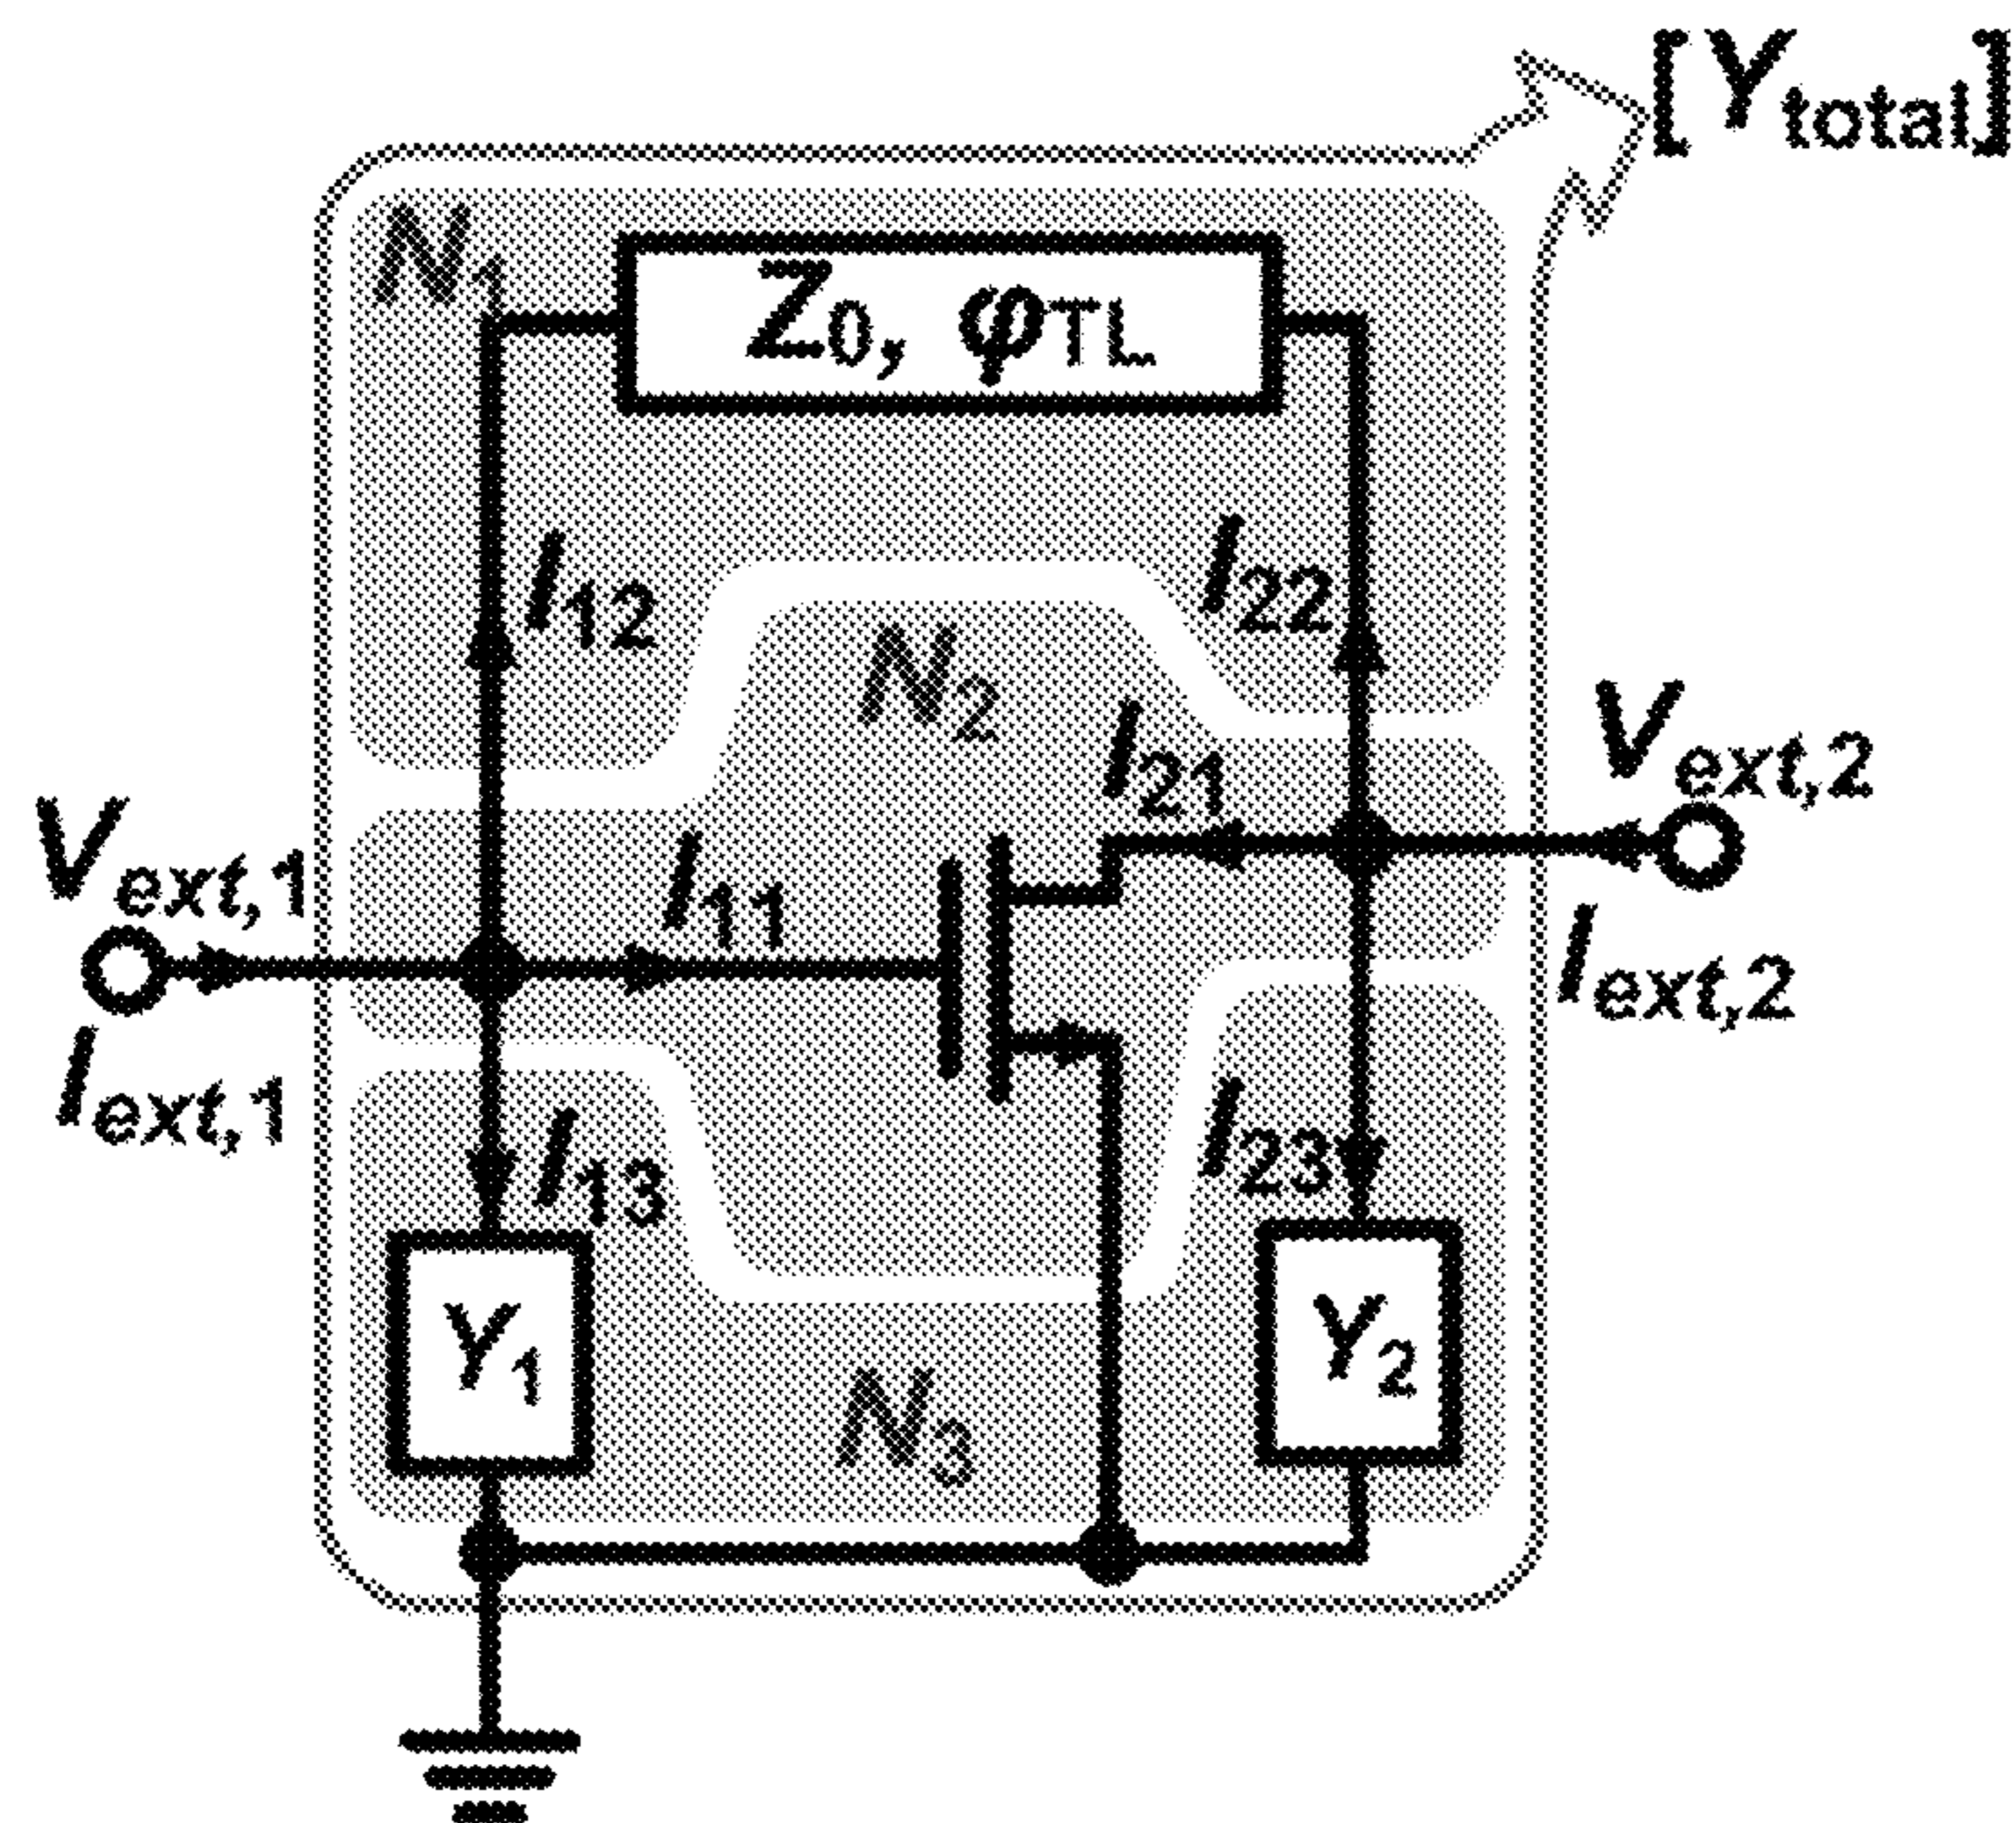 [Ytotal]
N1
Z0, φTL
I12
I22
N2
I21
Vext,2
Vext,1
I11
Iext,2
Iext,1
I13
I23
Y1
Y2
N3